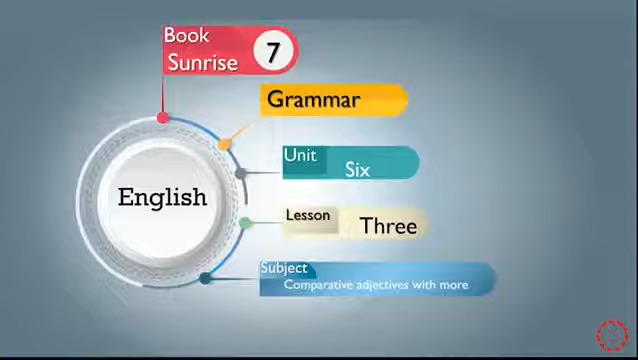 Book
Sunrise 7
Grammar
Unit
Six
English
Lesson
Three
Subject
Comparative adjectives with more